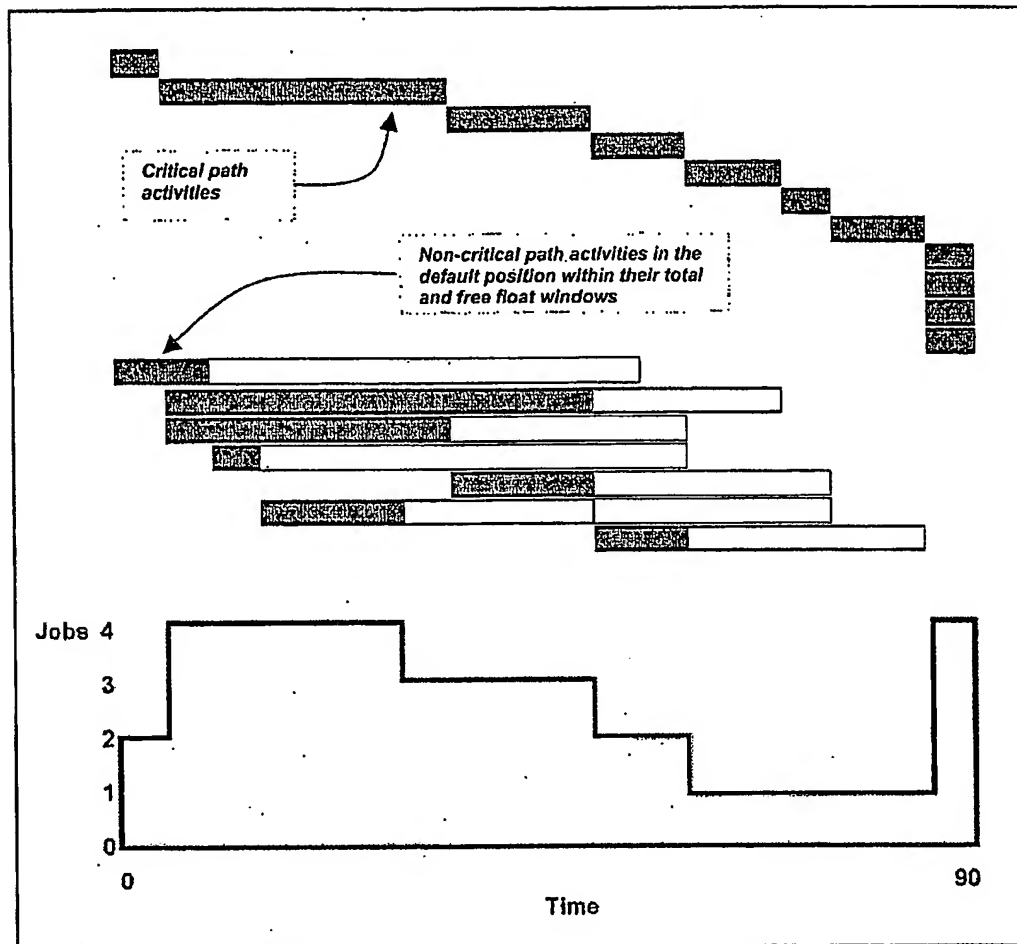 Critical path
activities
Non-critical path activities in the
default position within their total
and free float windows
Jobs 4
3
2
1
0
0
90
Time